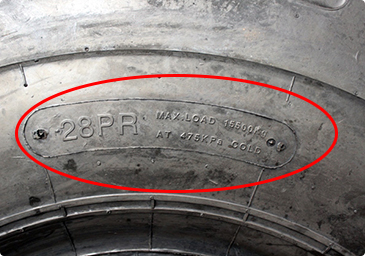 28PR
MAX.LOAD 15500KG
AT 475KPa COLD